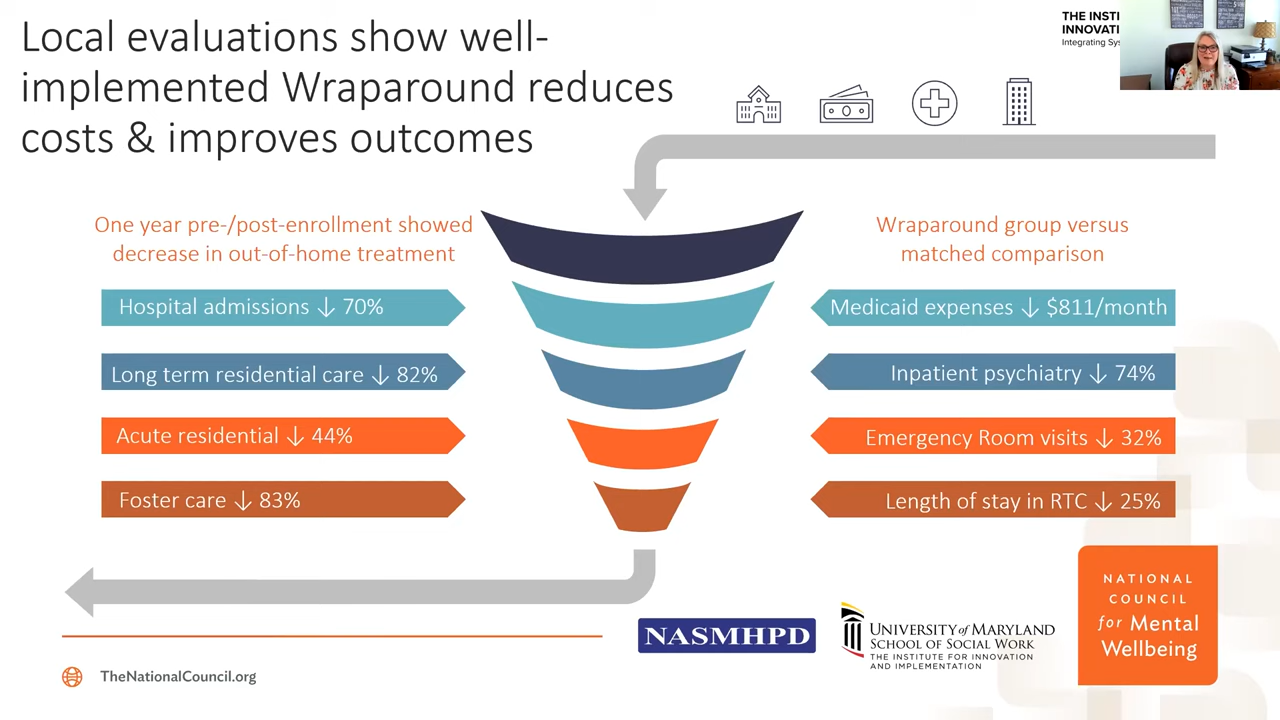 Local evaluations show well-
implemented Wraparound reduces
costs & improves outcomes
THE INSTI
INNOVATI
Integrating Sys
One year pre-/post-enrollment showed
decrease in out-of-home treatment
Hospital admissions ↓ 70%
Long term residential care ↓ 82%
Acute residential ↓ 44%
Foster care ↓ 83%
Wraparound group versus
matched comparison
Medicaid expenses ↓ $811/month
Inpatient psychiatry ↓ 74%
Emergency Room visits ↓ 32%
Length of stay in RTC ↓ 25%
NASMHPD
UNIVERSITY of MARYLAND
SCHOOL OF SOCIAL WORK
THE INSTITUTE FOR INNOVATION
AND IMPLEMENTATION
NATIONAL
COUNCIL
for Mental
Wellbeing
TheNationalCouncil.org